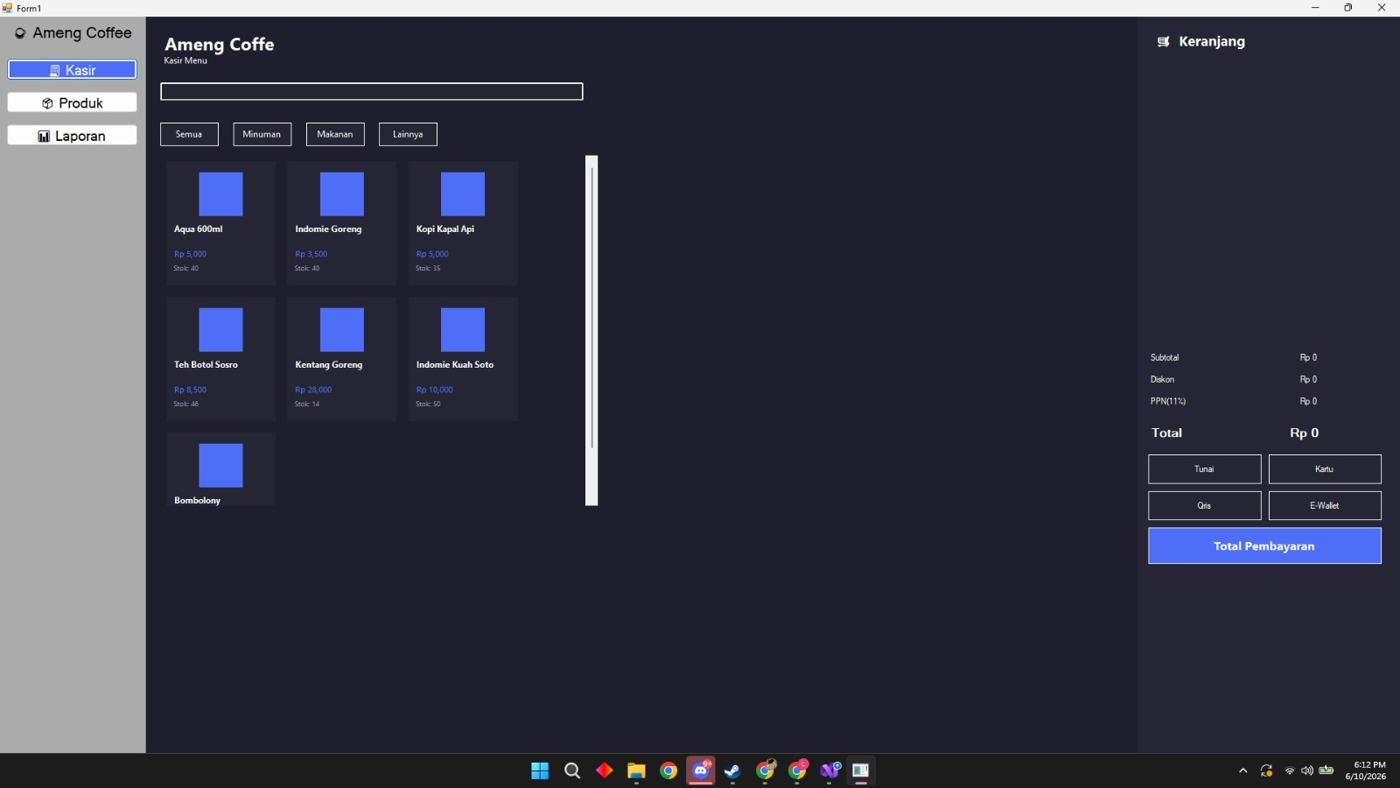 Form1
Ameng Coffee
Kasir
Produk
Laporan
Ameng Coffe
Kasir Menu
Semua
Minuman
Makanan
Lainnya
Aqua 600ml
Rp 5,000
Stok: 40
Indomie Goreng
Rp 3,500
Stok: 40
Kopi Kapal Api
Rp 5,000
Stok: 35
Teh Botol Sosro
Rp 8,500
Stok: 46
Kentang Goreng
Rp 28,000
Stok: 14
Indomie Kuah Soto
Rp 10,000
Stok: 50
Bombolony
Keranjang
Subtotal Rp 0
Diskon Rp 0
PPN(11%) Rp 0
Total Rp 0
Tunai
Kartu
Qris
E-Wallet
Total Pembayaran
6:12 PM
6/10/2026